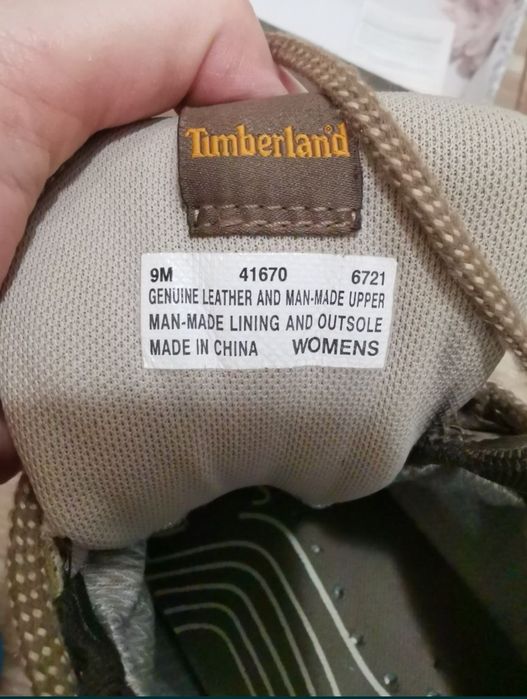 Timberland
9M 41670 6721
GENUINE LEATHER AND MAN-MADE UPPER
MAN-MADE LINING AND OUTSOLE
MADE IN CHINA WOMENS